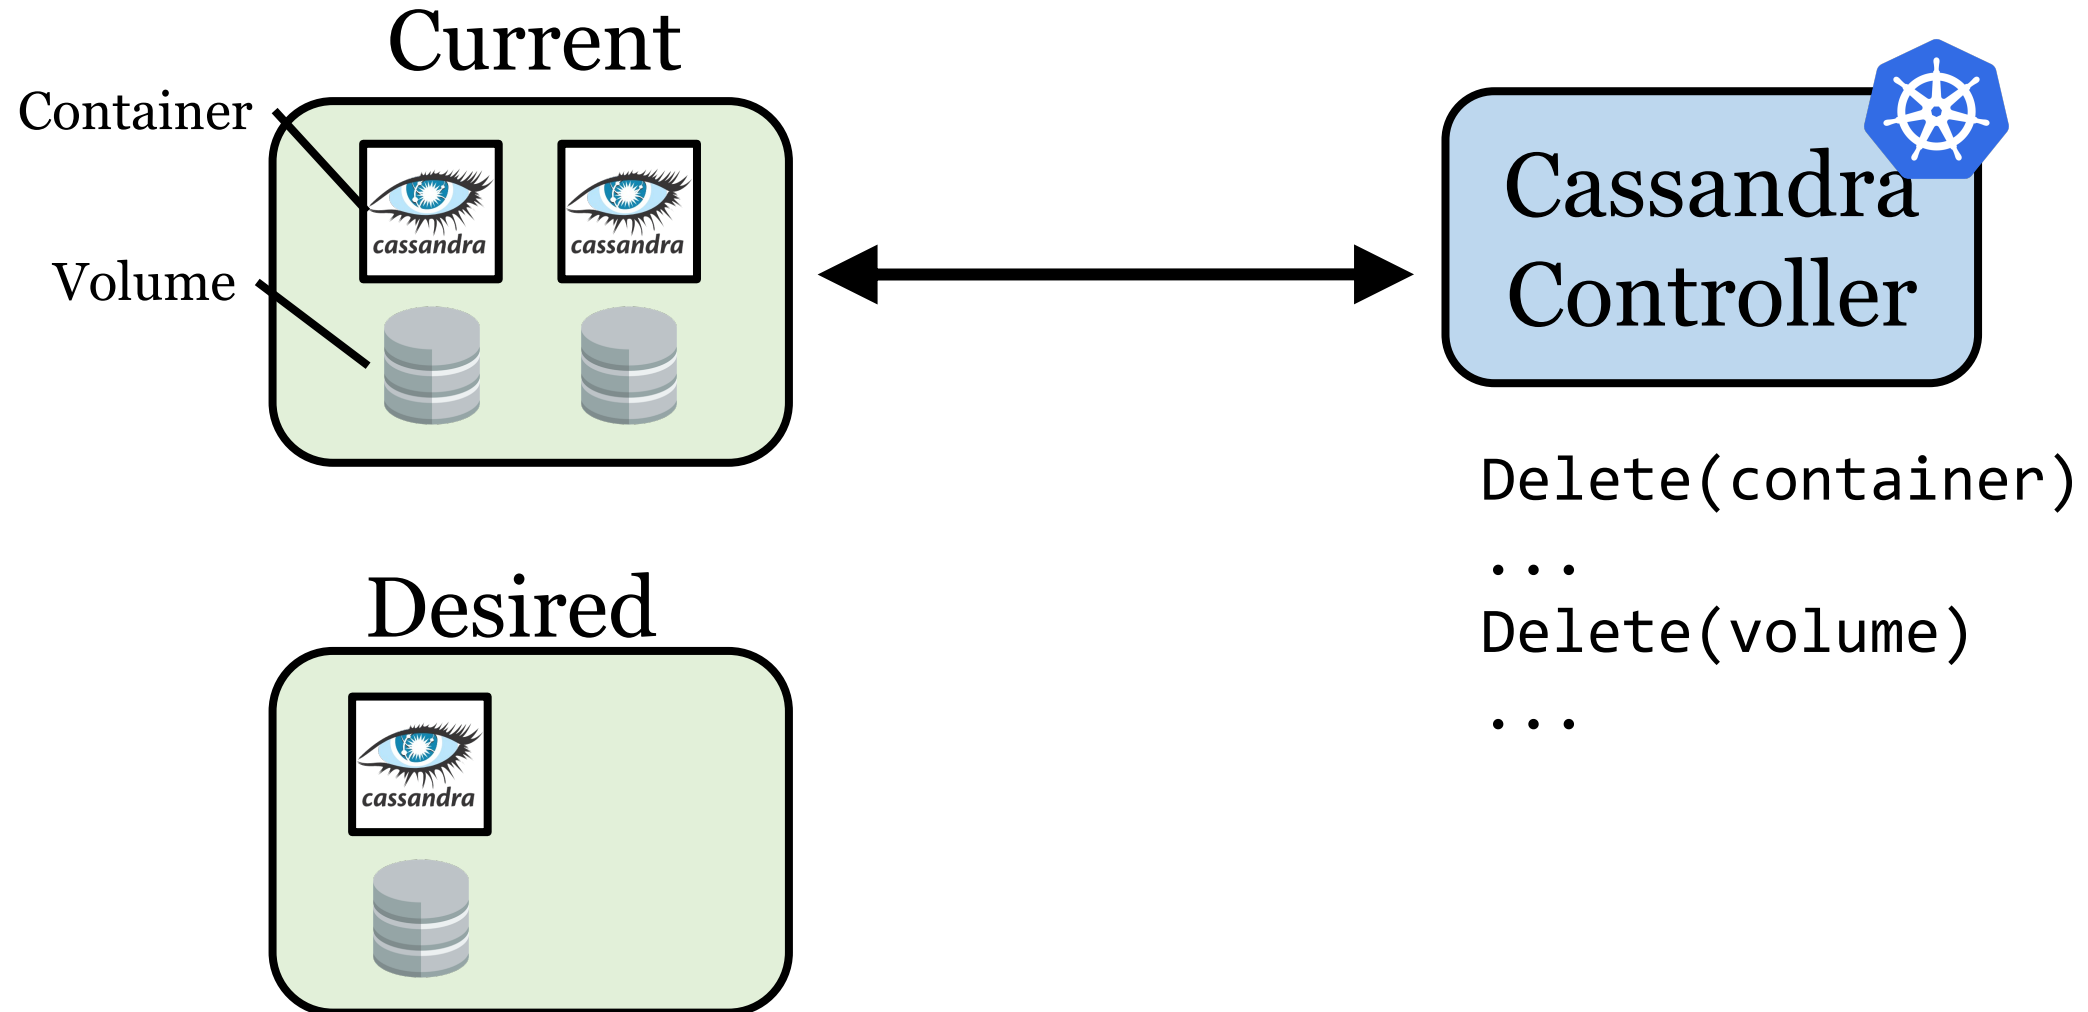 Current
Container
cassandra
cassandra
Volume
Cassandra
Controller
Delete(container)
...
Delete(volume)
...
Desired
cassandra